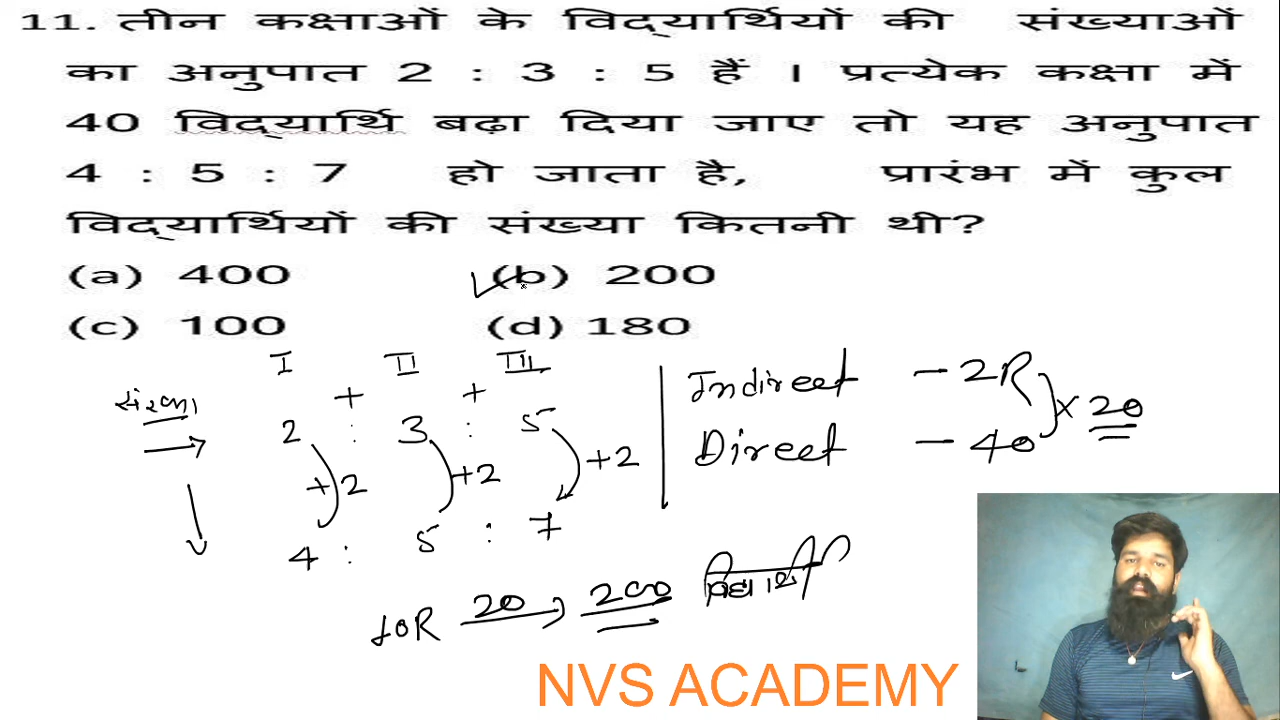 11. तीन कक्षाओं के विद्यार्थियों की संख्याओं
का अनुपात 2 : 3 : 5 हैं । प्रत्येक कक्षा में
40 विद्यार्थि बढ़ा दिया जाए तो यह अनुपात
4 : 5 : 7 हो जाता है, प्रारंभ में कुल
विद्यार्थियों की संख्या कितनी थी?
(a) 400 (b) 200
(c) 100 (d) 180
I II III
संख्या
2 + : 3 + : 5
+2 +2 +2
4 : 5 : 7
Indirect - 2R
Direct - 40
× 20
10R 20 200 विद्यार्थी
NVS ACADEMY